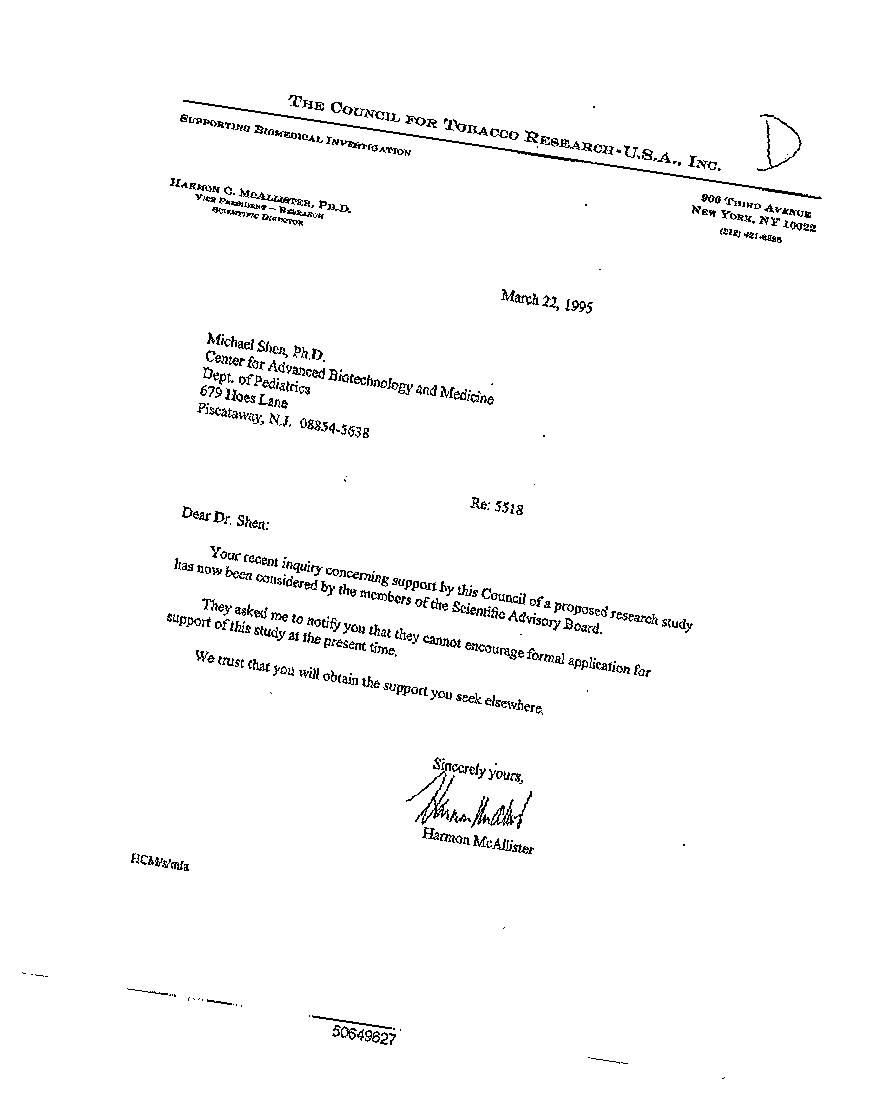 THE COUNCIL FOR TOBACCO RESEARCH-U.S.A., INC.
SUPPORTING BIOMEDICAL INVESTIGATION
D
HARMON C. MCALLISTER, PH.D.
VICE PRESIDENT — RESEARCH
SCIENTIFIC DIRECTOR
900 THIRD AVENUE
NEW YORK, NY 10022
(212) 421-8885
March 22, 1995
Michael Shen, Ph.D.
Center for Advanced Biotechnology and Medicine
Dept. of Pediatrics
679 Hoes Lane
Piscataway, N.J. 08854-5638
Re: 5518
Dear Dr. Shen:
Your recent inquiry concerning support by this Council of a proposed research study
has now been considered by the members of the Scientific Advisory Board.
They asked me to notify you that they cannot encourage formal application for
support of this study at the present time.
We trust that you will obtain the support you seek elsewhere.
Sincerely yours,
Harmon McAllister
Harmon McAllister
50649627